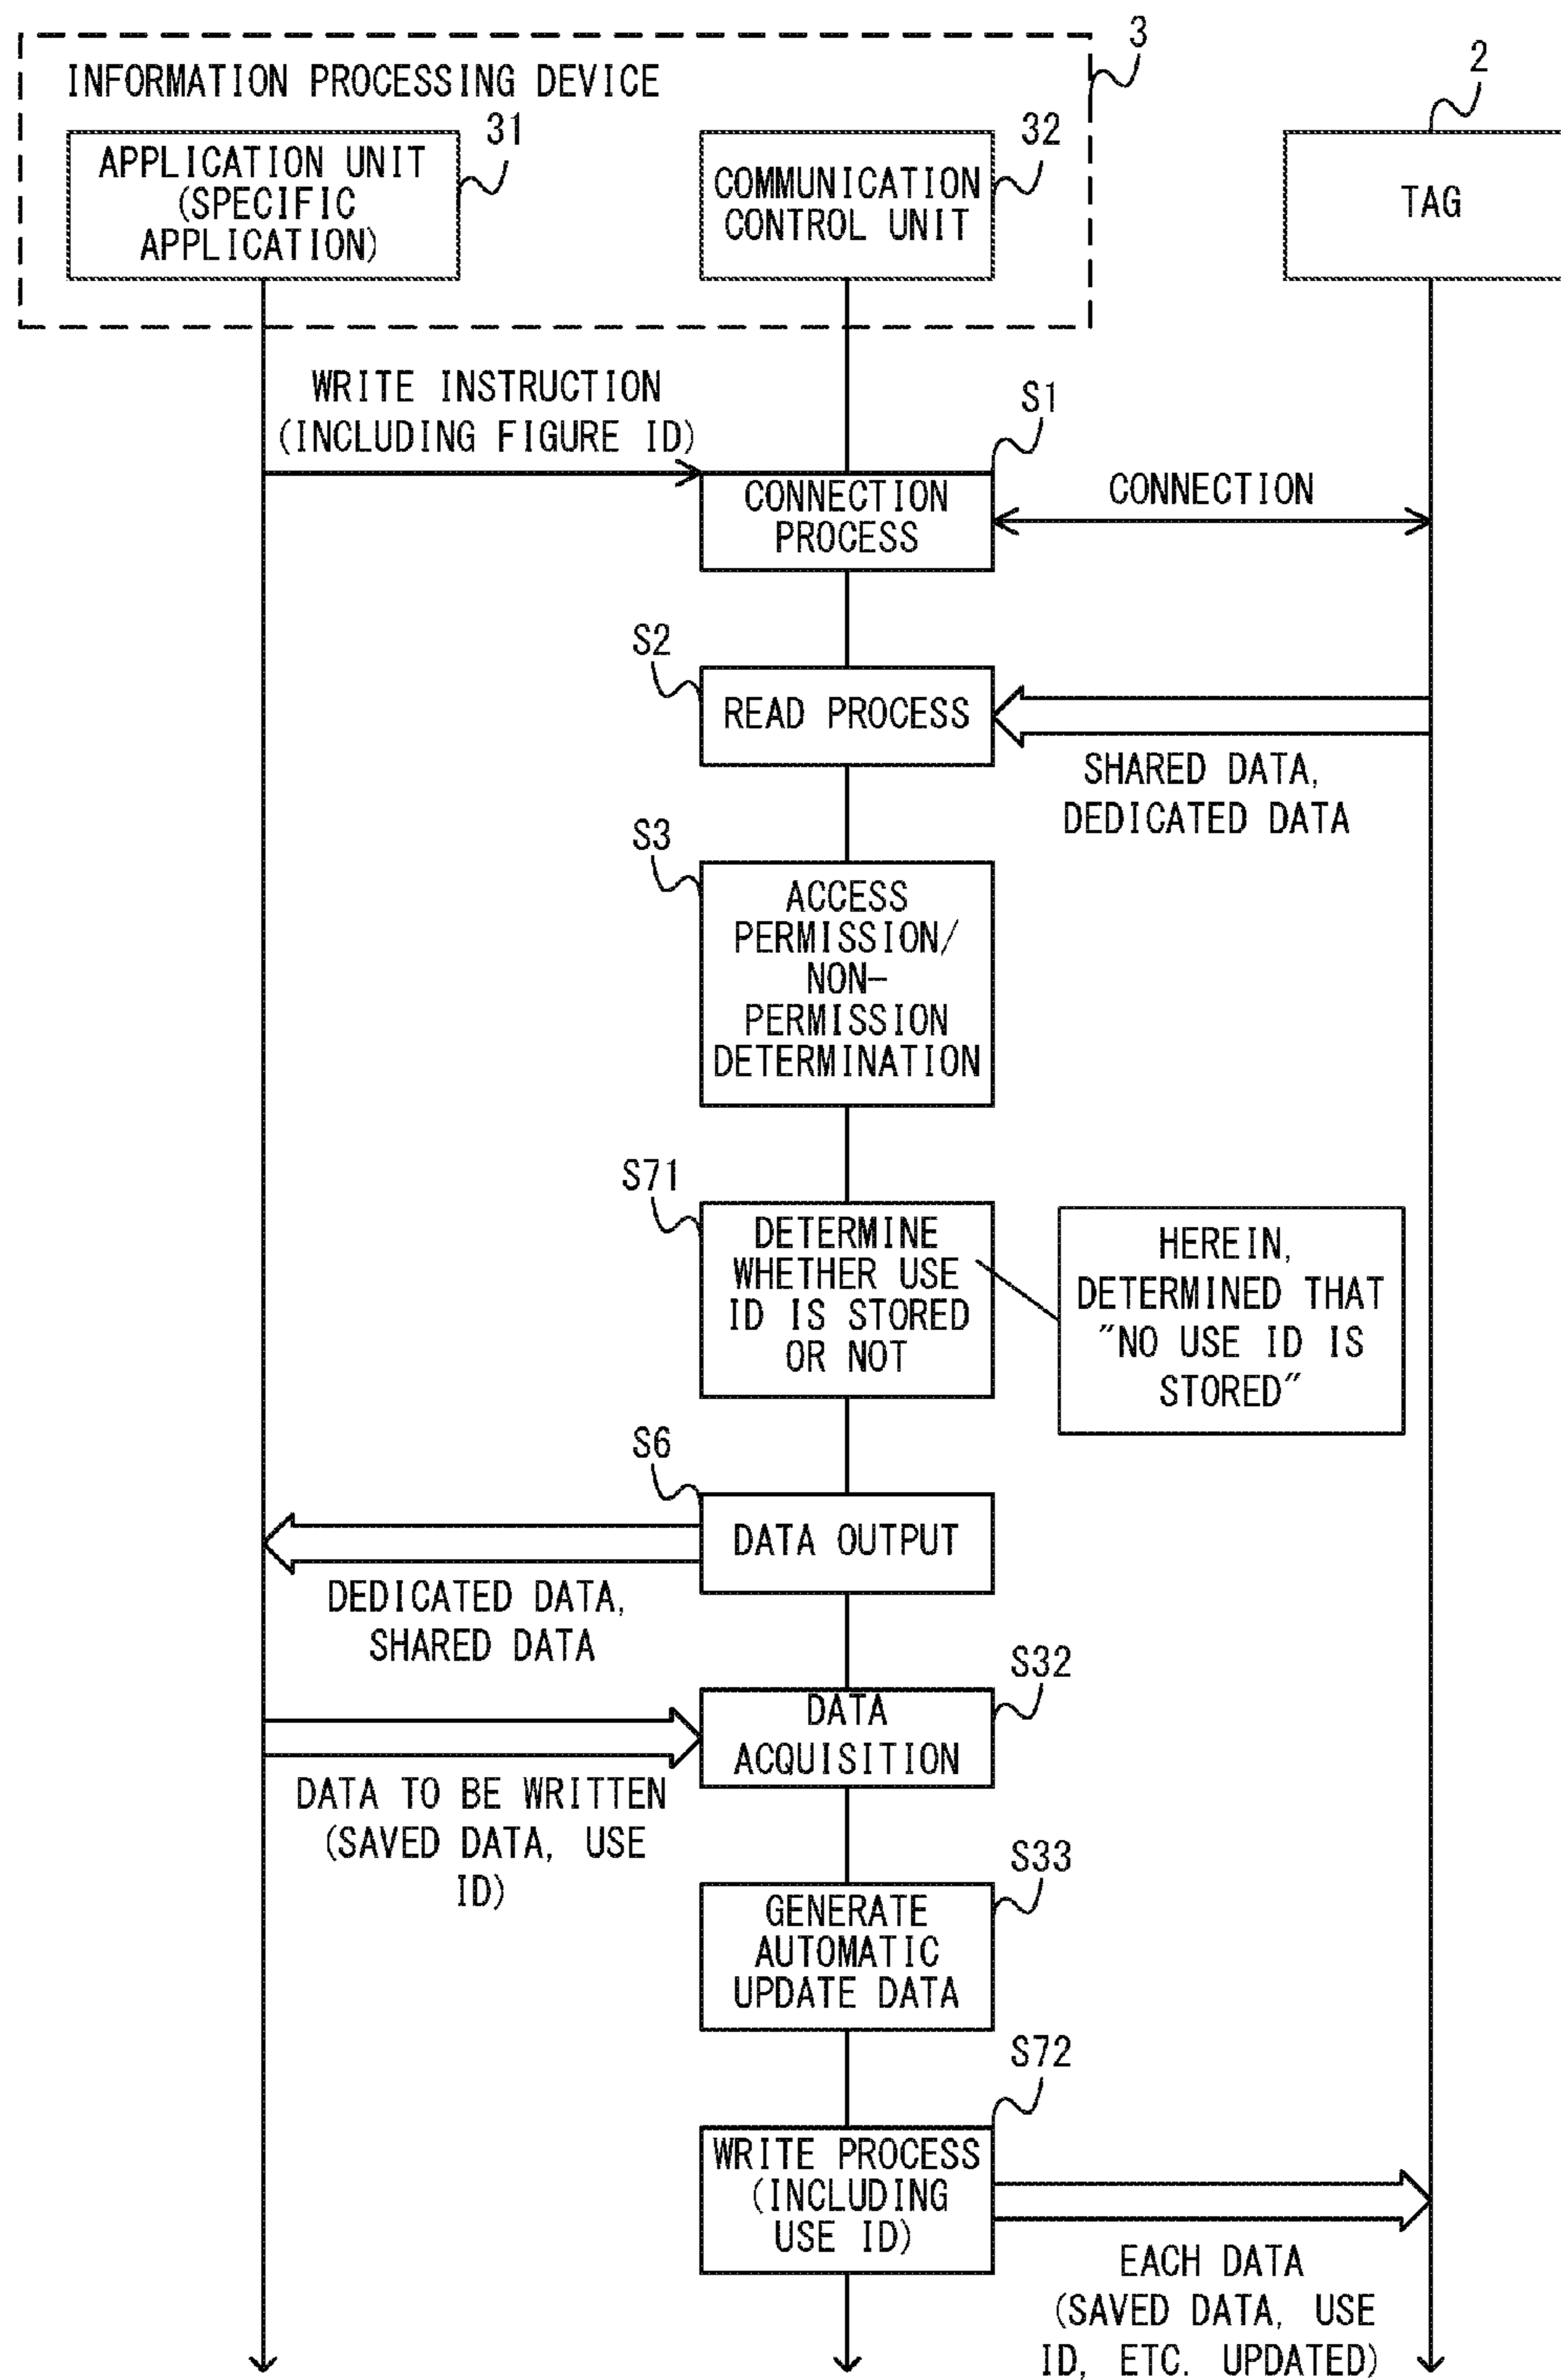 3
INFORMATION PROCESSING DEVICE
2
31
32
APPLICATION UNIT
(SPECIFIC
APPLICATION)
COMMUNICATION
CONTROL UNIT
TAG
WRITE INSTRUCTION
(INCLUDING FIGURE ID)
S1
CONNECTION
PROCESS
CONNECTION
S2
READ PROCESS
SHARED DATA,
DEDICATED DATA
S3
ACCESS
PERMISSION/
NON-
PERMISSION
DETERMINATION
S71
DETERMINE
WHETHER USE
ID IS STORED
OR NOT
HEREIN,
DETERMINED THAT
"NO USE ID IS
STORED"
S6
DATA OUTPUT
DEDICATED DATA,
SHARED DATA
S32
DATA
ACQUISITION
DATA TO BE WRITTEN
(SAVED DATA, USE
ID)
S33
GENERATE
AUTOMATIC
UPDATE DATA
S72
WRITE PROCESS
(INCLUDING
USE ID)
EACH DATA
(SAVED DATA, USE
ID, ETC. UPDATED)